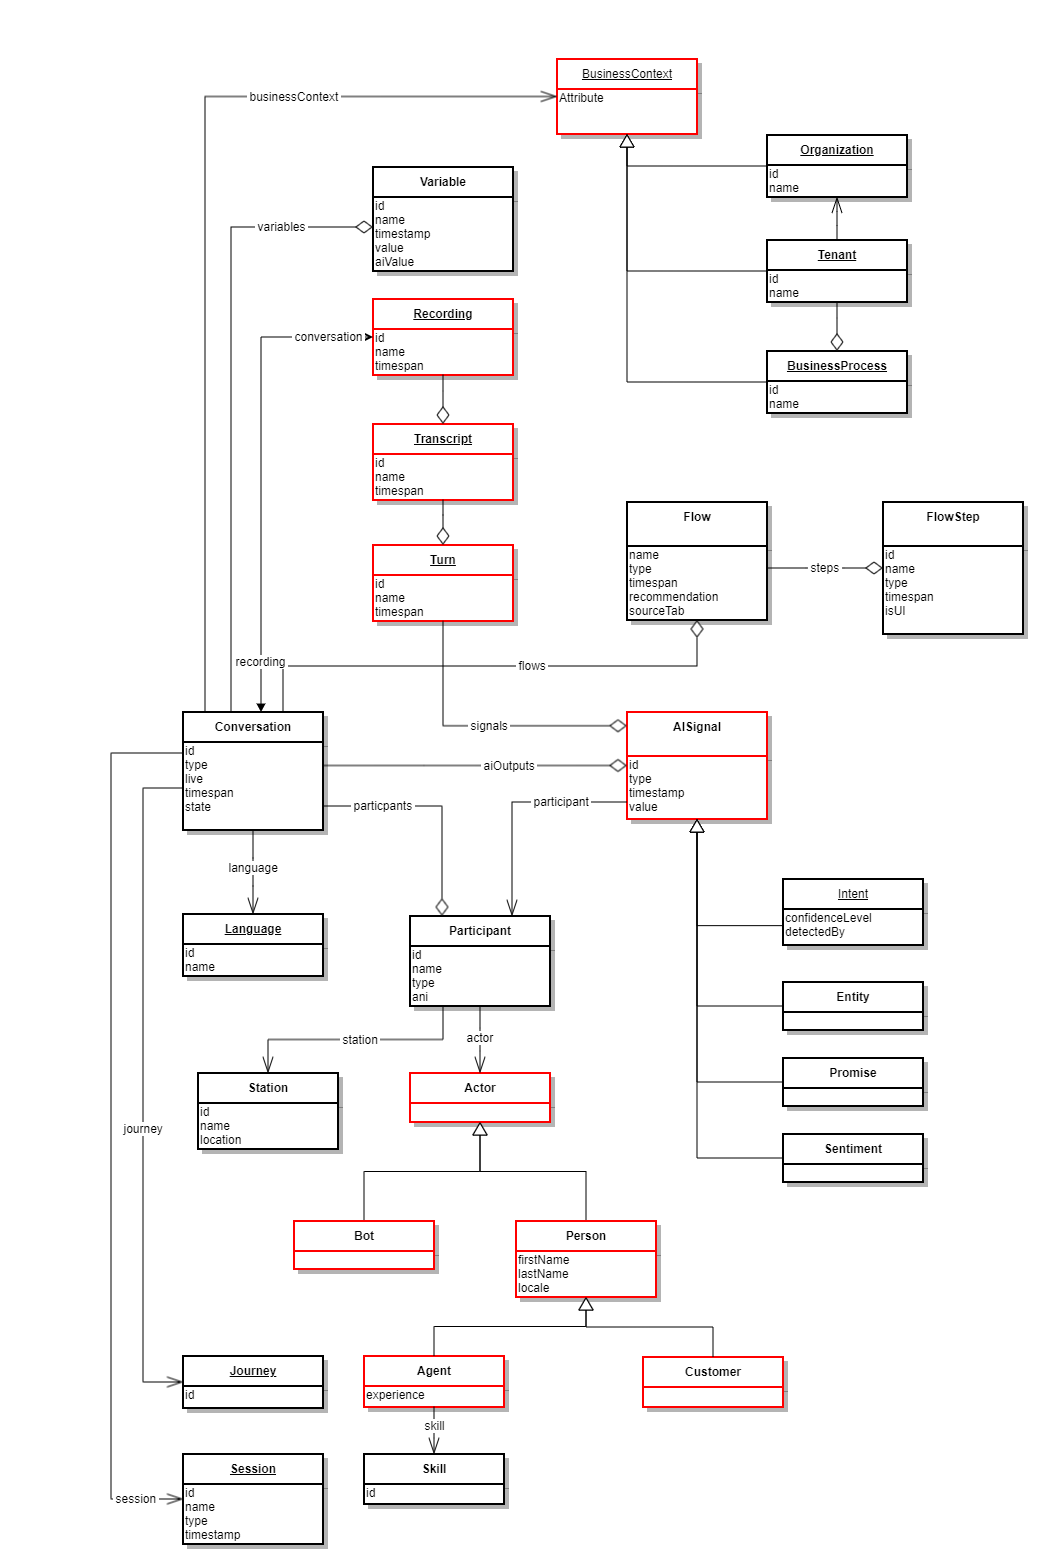 BusinessContext
Attribute
businessContext
Organization
id
name
Variable
id
name
timestamp
value
aiValue
variables
Tenant
id
name
Recording
id
name
timespan
conversation
BusinessProcess
id
name
Transcript
id
name
timespan
Flow
name
type
timespan
recommendation
sourceTab
steps
FlowStep
id
name
type
timespan
isUI
Turn
id
name
timespan
recording
flows
Conversation
id
type
live
timespan
state
signals
aiOutputs
particpants
participant
AISignal
id
type
timestamp
value
language
Intent
confidenceLevel
detectedBy
Language
id
name
Participant
id
name
type
ani
Entity
station
actor
Promise
Station
id
name
location
Actor
journey
Sentiment
Bot
Person
firstName
lastName
locale
Journey
id
Agent
experience
Customer
skill
Session
id
name
type
timestamp
session
Skill
id